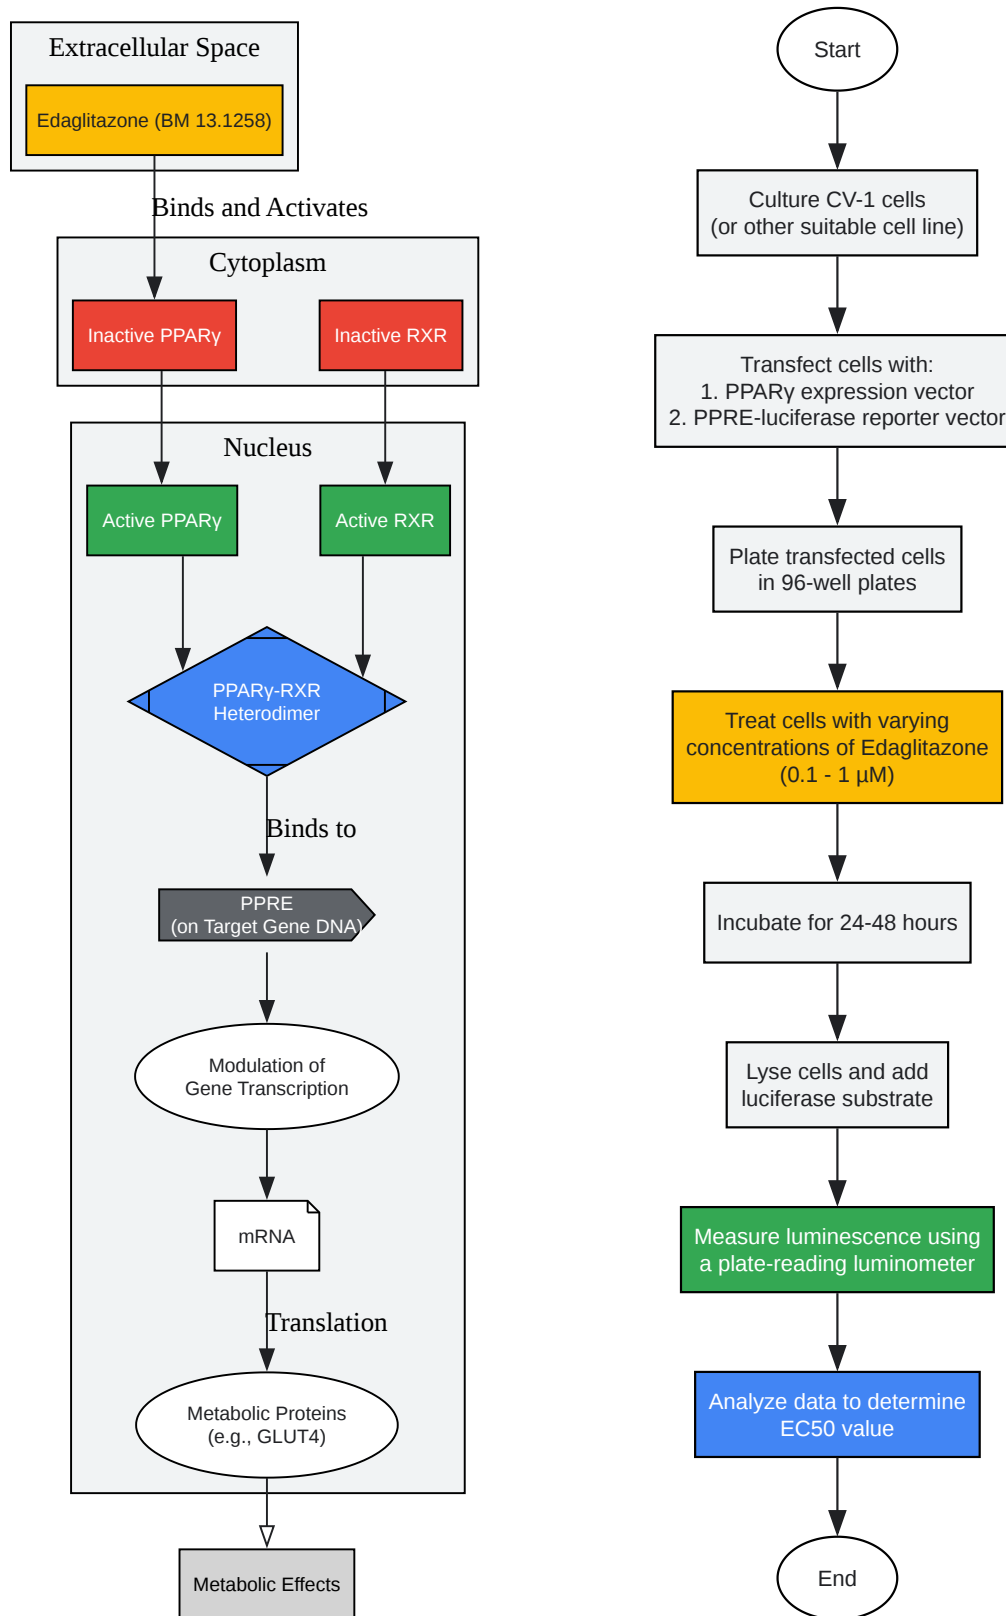 Extracellular Space
Edaglitazone (BM 13.1258)
Binds and Activates
Cytoplasm
Inactive PPARγ
Inactive RXR
Nucleus
Active PPARγ
Active RXR
PPARγ-RXR
Heterodimer
Binds to
PPRE
(on Target Gene DNA)
Modulation of
Gene Transcription
mRNA
Translation
Metabolic Proteins
(e.g., GLUT4)
Metabolic Effects
Start
Culture CV-1 cells
(or other suitable cell line)
Transfect cells with:
1. PPARγ expression vector
2. PPRE-luciferase reporter vector
Plate transfected cells
in 96-well plates
Treat cells with varying
concentrations of Edaglitazone
(0.1 - 1 µM)
Incubate for 24-48 hours
Lyse cells and add
luciferase substrate
Measure luminescence using
a plate-reading luminometer
Analyze data to determine
EC50 value
End